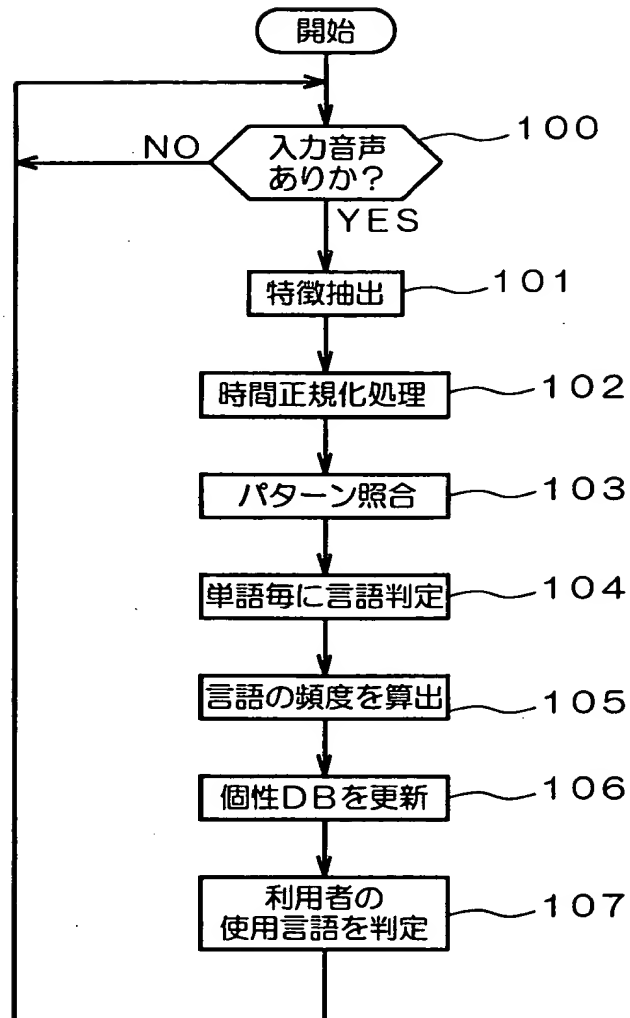 開始
入力音声
ありか?
100
NO
YES
特徴抽出
101
時間正規化処理
102
パターン照合
103
単語毎に言語判定
104
言語の頻度を算出
105
個性DBを更新
106
利用者の
使用言語を判定
107